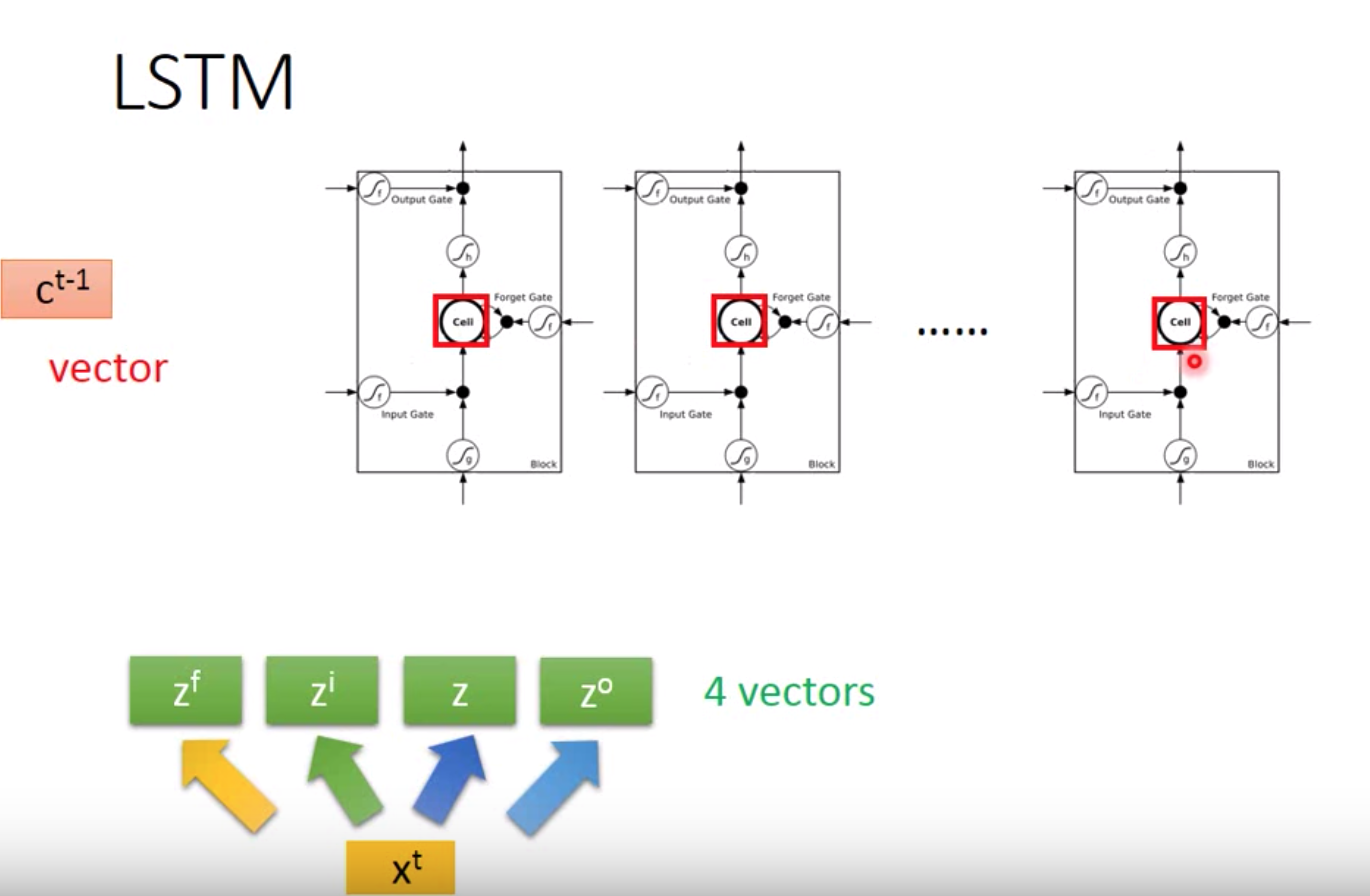 LSTM
Output Gate
Output Gate
Output Gate
f
f
f
h
h
h
c^t-1
Forget Gate
Forget Gate
Forget Gate
Cell
f
Cell
f
......
Cell
f
vector
f
f
f
Input Gate
Input Gate
Input Gate
g
Block
g
Block
g
Block
z^f
z^i
z
z^o
4 vectors
x^t